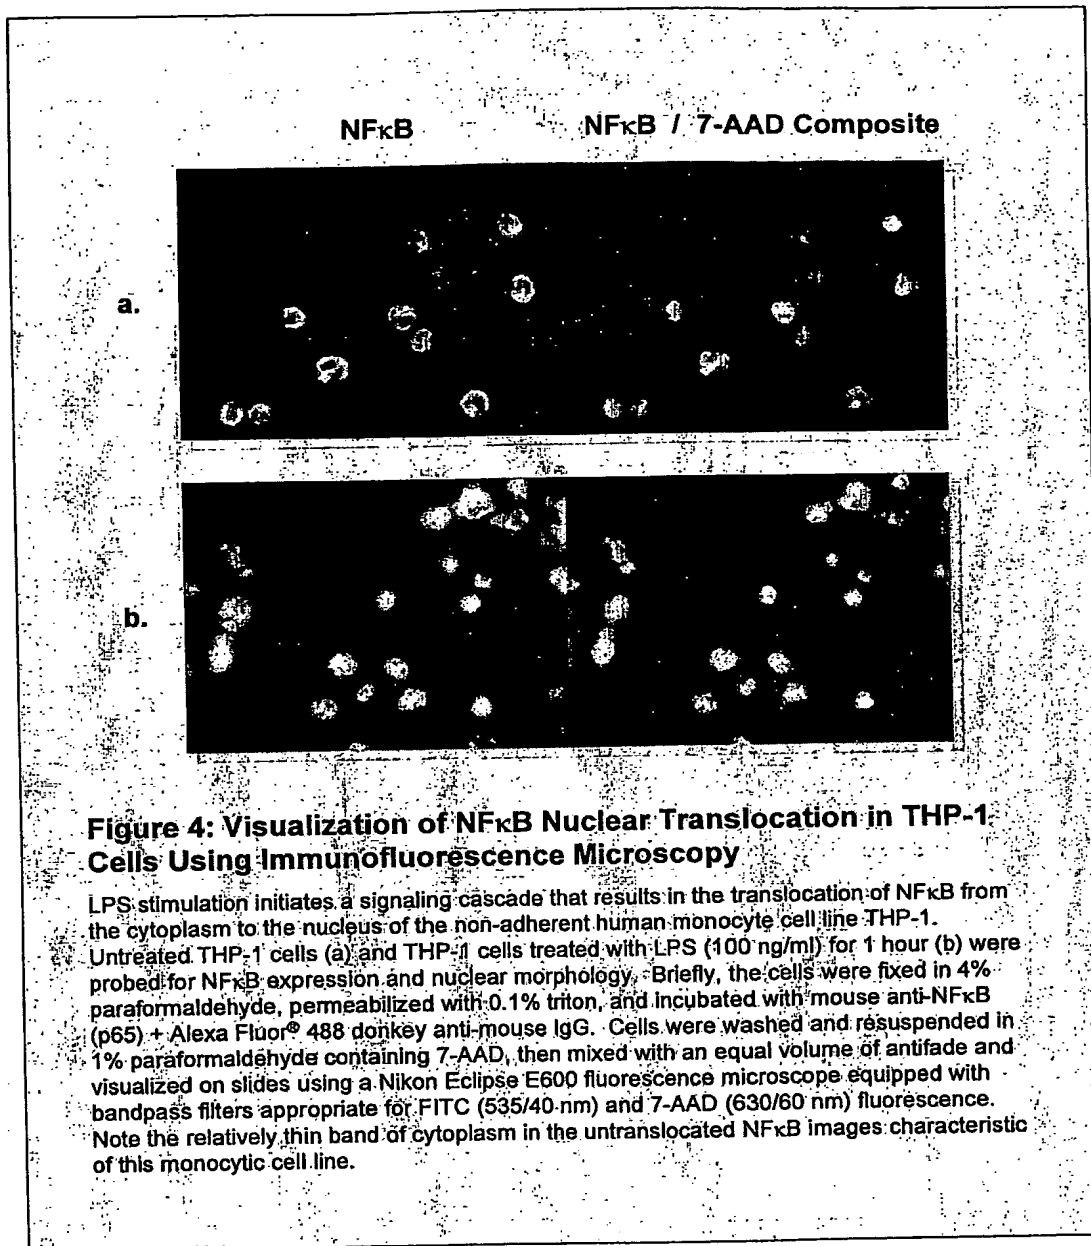 NFκB NFκB / 7-AAD Composite
a.
b.
Figure 4: Visualization of NFκB Nuclear Translocation in THP-1
Cells Using Immunofluorescence Microscopy
LPS stimulation initiates a signaling cascade that results in the translocation of NFκB from
the cytoplasm to the nucleus of the non-adherent human monocyte cell line THP-1.
Untreated THP-1 cells (a) and THP-1 cells treated with LPS (100 ng/ml) for 1 hour (b) were
probed for NFκB expression and nuclear morphology. Briefly, the cells were fixed in 4%
paraformaldehyde, permeabilized with 0.1% triton, and incubated with mouse anti-NFκB
(p65) + Alexa Fluor® 488 donkey anti-mouse IgG. Cells were washed and resuspended in
1% paraformaldehyde containing 7-AAD, then mixed with an equal volume of antifade and
visualized on slides using a Nikon Eclipse E600 fluorescence microscope equipped with
bandpass filters appropriate for FITC (535/40 nm) and 7-AAD (630/60 nm) fluorescence.
Note the relatively thin band of cytoplasm in the untranslocated NFκB images characteristic
of this monocytic cell line.